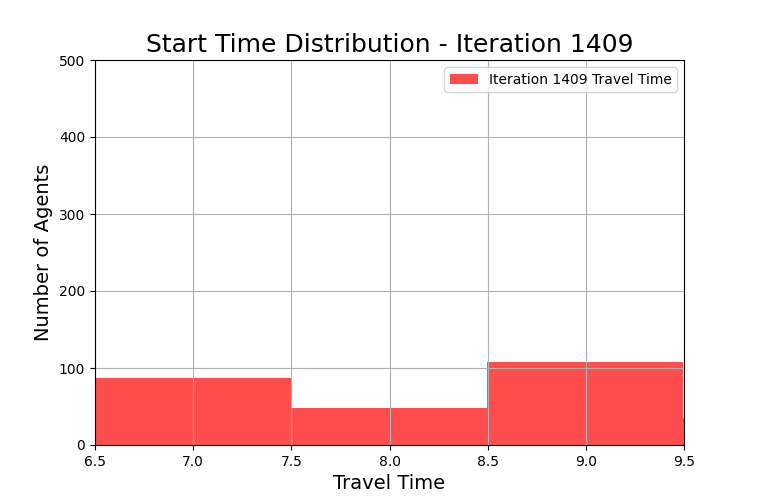 Start Time Distribution - Iteration 1409
Iteration 1409 Travel Time
Number of Agents
500
400
300
200
100
0
6.5 7.0 7.5 8.0 8.5 9.0 9.5
Travel Time